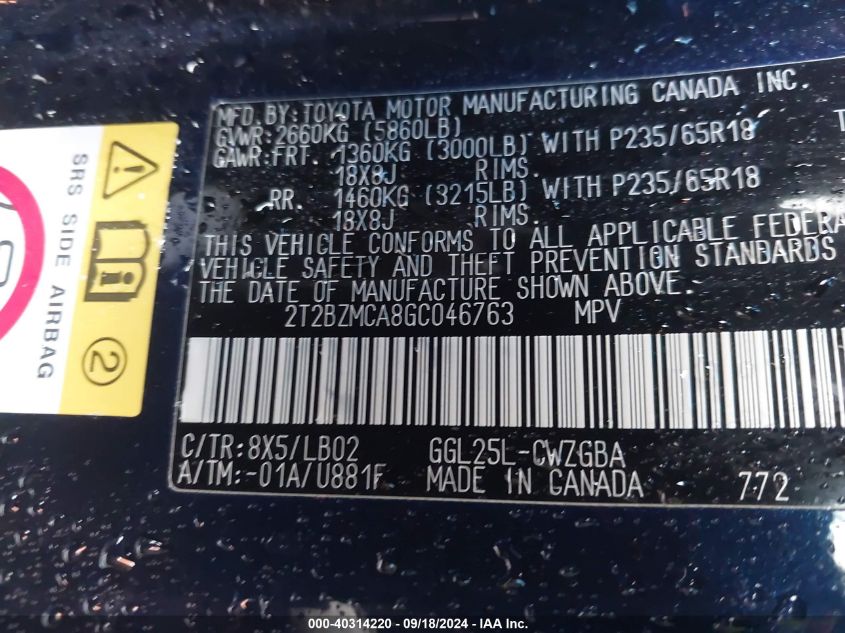 MFD.BY:TOYOTA MOTOR MANUFACTURING CANADA INC.
GVWR:2660KG (5860LB)
GAWR:FRT. 1360KG (3000LB) WITH P235/65R18
18X8J RIMS.
RR. 1460KG (3215LB) WITH P235/65R18
18X8J RIMS.
THIS VEHICLE CONFORMS TO ALL APPLICABLE FEDERA
VEHICLE SAFETY AND THEFT PREVENTION STANDARDS
THE DATE OF MANUFACTURE SHOWN ABOVE.
2T2BZMCA8GC046763 MPV
C/TR:8X5/LB02 GGL25L-CWZGBA
A/TM:-01A/U881F MADE IN CANADA 772
SRS SIDE AIRBAG
2
000-40314220 - 09/18/2024 - IAA Inc.